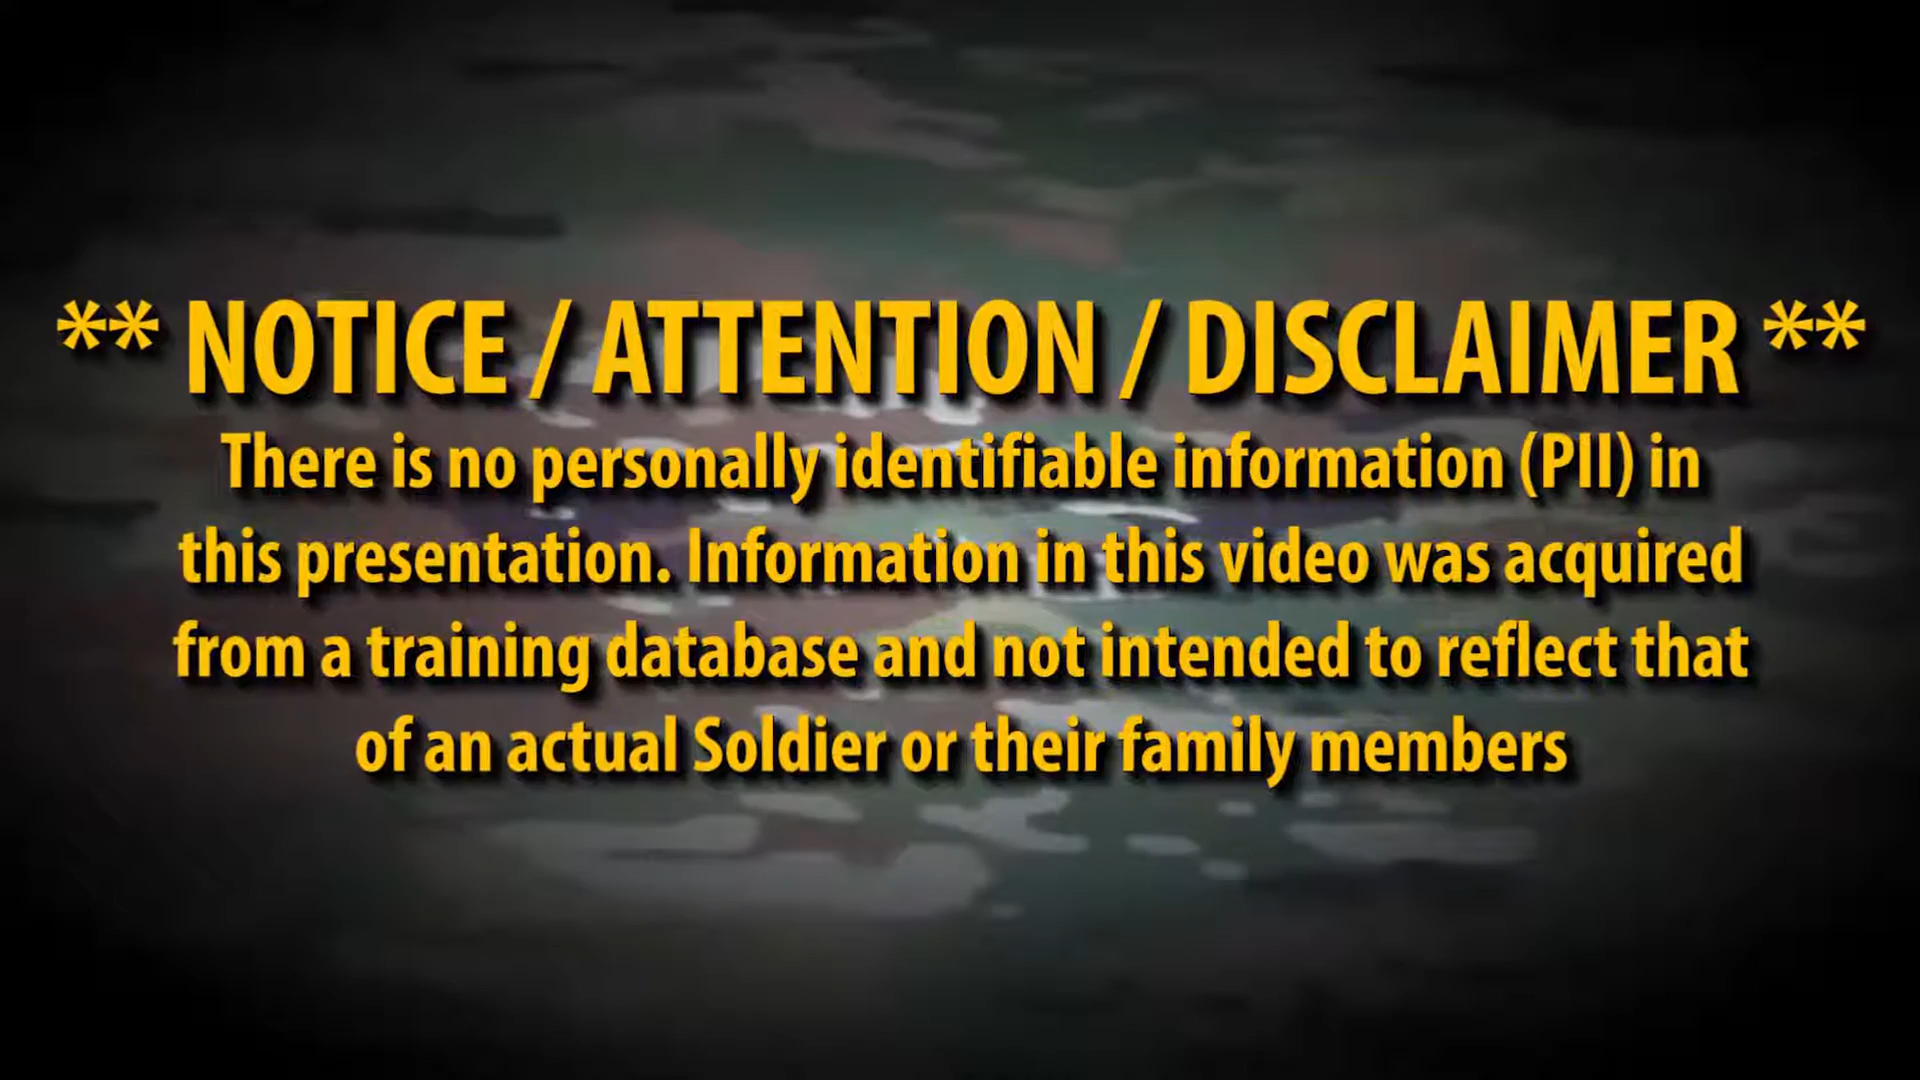 ** NOTICE / ATTENTION / DISCLAIMER **
There is no personally identifiable information (PII) in
this presentation. Information in this video was acquired
from a training database and not intended to reflect that
of an actual Soldier or their family members